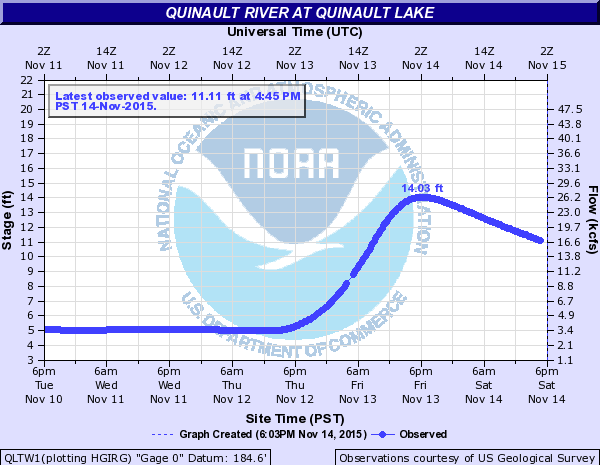 QUINAULT RIVER AT QUINAULT LAKE
Universal Time (UTC)
2Z 14Z 2Z 14Z 2Z 14Z 2Z 14Z 2Z
Nov 11 Nov 11 Nov 12 Nov 12 Nov 13 Nov 13 Nov 14 Nov 14 Nov 15
Latest observed value: 11.11 ft at 4:45 PM
PST 14-Nov-2015.
NATIONAL OCEANIC AND ATMOSPHERIC ADMINISTRATION
NOAA
U.S. DEPARTMENT OF COMMERCE
14.03 ft
Stage (ft)
22
21
20
19
18
17
16
15
14
13
12
11
10
9
8
7
6
5
4
3
Flow (kcfs)
47.5
43.8
40.1
36.6
33.1
29.6
26.2
23.0
19.7
16.6
13.8
11.2
8.8
6.7
4.9
3.4
2.1
1.1
6pm 6am 6pm 6am 6pm 6am 6pm 6am 6pm
Tue Wed Wed Thu Thu Fri Fri Sat Sat
Nov 10 Nov 11 Nov 11 Nov 12 Nov 12 Nov 13 Nov 13 Nov 14 Nov 14
Site Time (PST)
Graph Created (6:03PM Nov 14, 2015) Observed
QLTW1(plotting HGIRG) "Gage 0" Datum: 184.6'
Observations courtesy of US Geological Survey